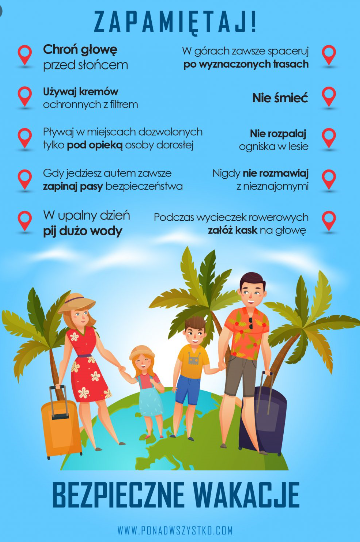 ZAPAMIĘTAJ!
Chroń głowę
przed słońcem
Używaj kremów
ochronnych z filtrem
Pływaj w miejscach dozwolonych
tylko pod opieką osoby dorosłej
Gdy jedziesz autem zawsze
zapinaj pasy bezpieczeństwa
W upalny dzień
pij dużo wody
W górach zawsze spaceruj
po wyznaczonych trasach
Nie śmieć
Nie rozpalaj
ogniska w lesie
Nigdy nie rozmawiaj
z nieznajomymi
Podczas wycieczek rowerowych
załóż kask na głowę
BEZPIECZNE WAKACJE
WWW.PONADWSZYSTKO.COM